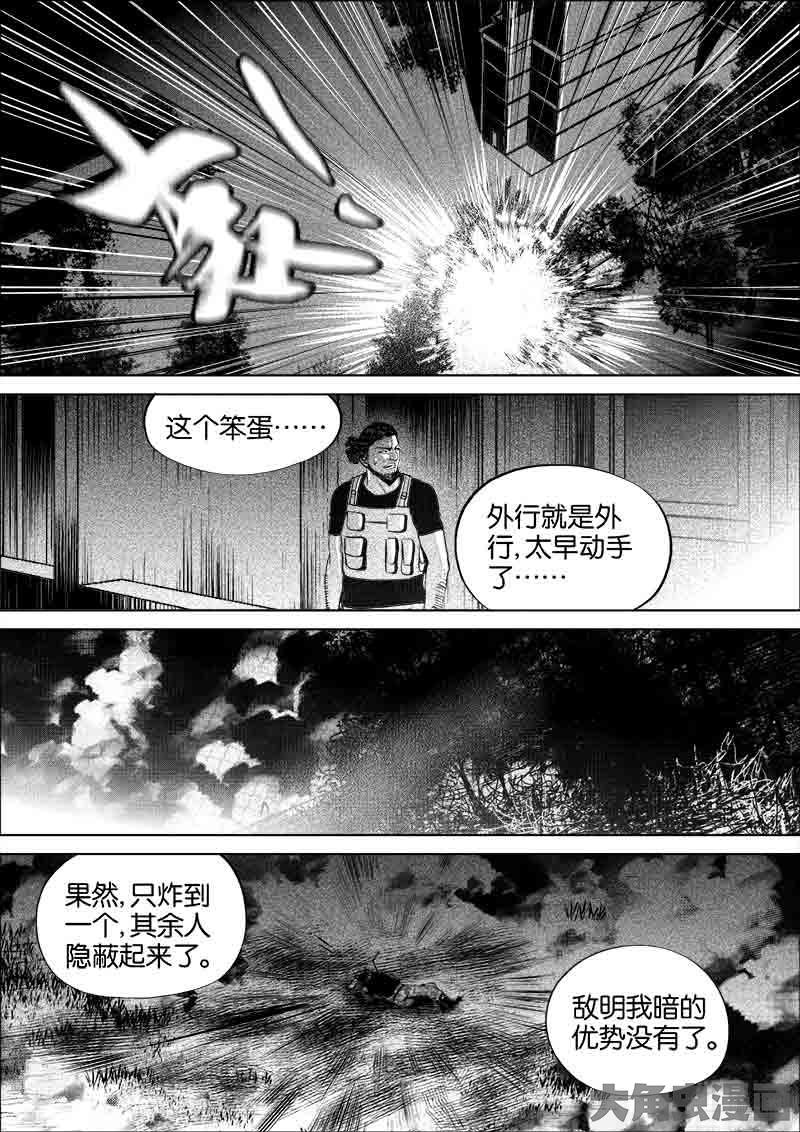 这个笨蛋……
外行就是外
行,太早动手
了……
果然,只炸到
一个,其余人
隐蔽起来了。
敌明我暗的
优势没有了。
大角虫漫画